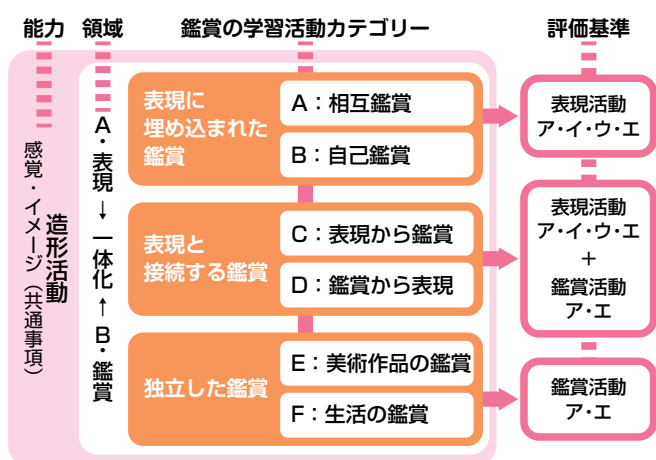 能力
領域
鑑賞の学習活動カテゴリー
評価基準
造形活動
感覚・イメージ（共通事項）
A・表現→一体化←B・鑑賞
表現に
埋め込まれた
鑑賞
A：相互鑑賞
B：自己鑑賞
表現活動
ア・イ・ウ・エ
表現と
接続する鑑賞
C：表現から鑑賞
D：鑑賞から表現
表現活動
ア・イ・ウ・エ
+
鑑賞活動
ア・エ
独立した鑑賞
E：美術作品の鑑賞
F：生活の鑑賞
鑑賞活動
ア・エ